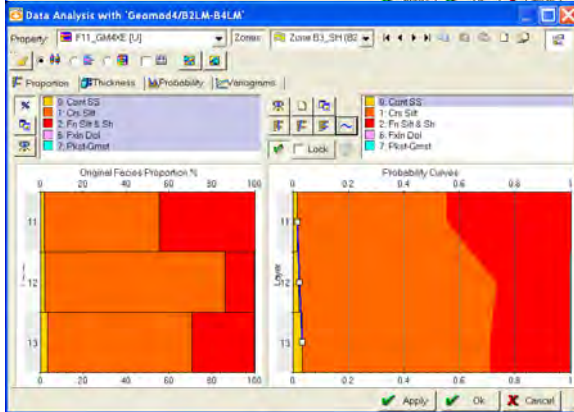 Data Analysis with 'Geomod4/B2LM-B4LM'
Property: F11_GM4XE [U] Zones: Zone B3_SH (B2
Proportion Thickness Probability Variograms
0: Cont SS
1: Crs Silt
2: Fn Silt & Sh
6: Fxln Dol
7: Pkst-Grnst
Lock
0: Cont SS
1: Crs Silt
2: Fn Silt & Sh
6: Fxln Dol
7: Pkst-Grnst
Original Facies Proportion %
0 20 40 60 80 100
11
12
13
0 20 40 60 80 100
Probability Curves
0 0.2 0.4 0.6 0.8
Layer
11
12
13
0 0.2 0.4 0.6 0.8
Apply Ok Cancel